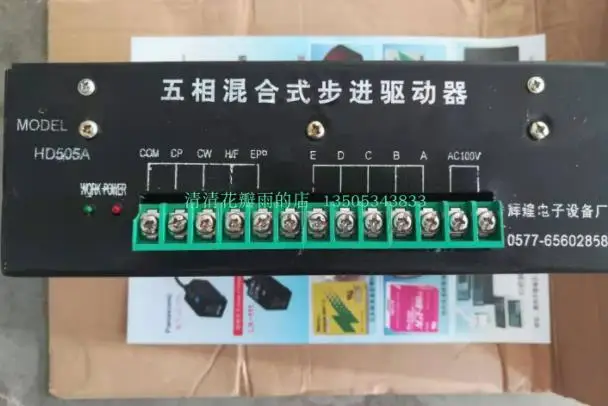 五相混合式步进驱动器
MODEL
HD505A
COM CP CW H/F
E D C B A AC100V
WORK POWER
清清花瓣雨的店 13505343833
辉煌电子设备厂
0577-65602858
Panasonic